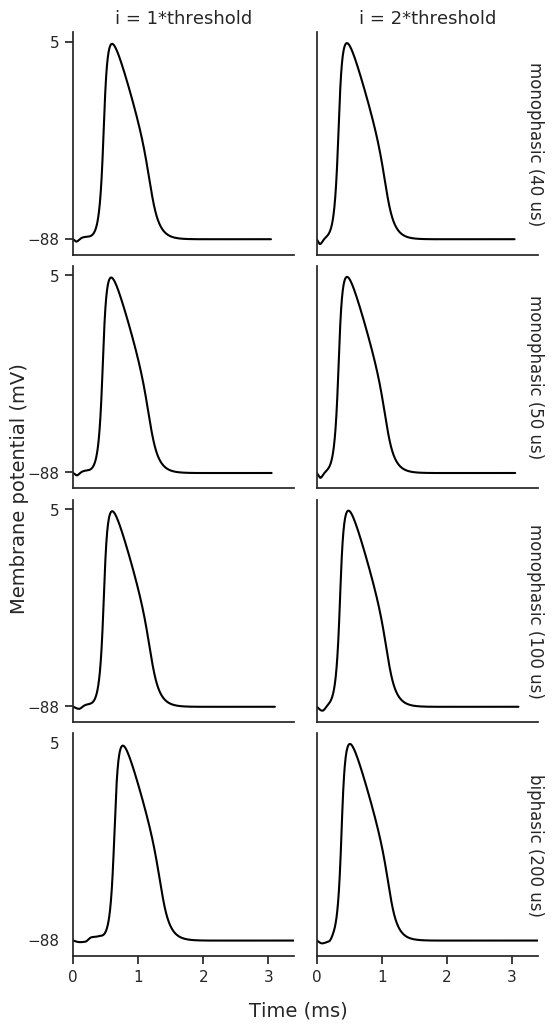 i = 1*threshold
i = 2*threshold
5
−88
monophasic (40 us)
5
−88
monophasic (50 us)
5
−88
monophasic (100 us)
5
−88
biphasic (200 us)
Membrane potential (mV)
0 1 2 3
0 1 2 3
Time (ms)